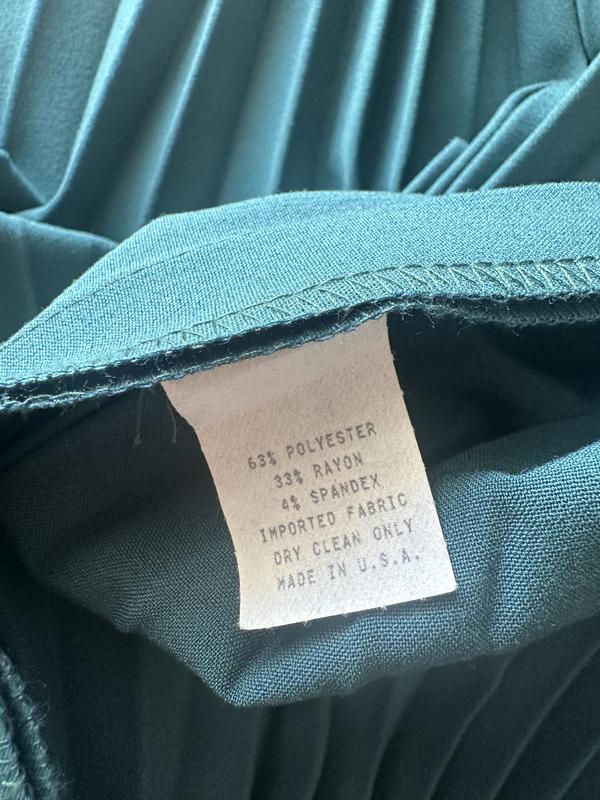 63% POLYESTER
33% RAYON
4% SPANDEX
IMPORTED FABRIC
DRY CLEAN ONLY
MADE IN U.S.A.